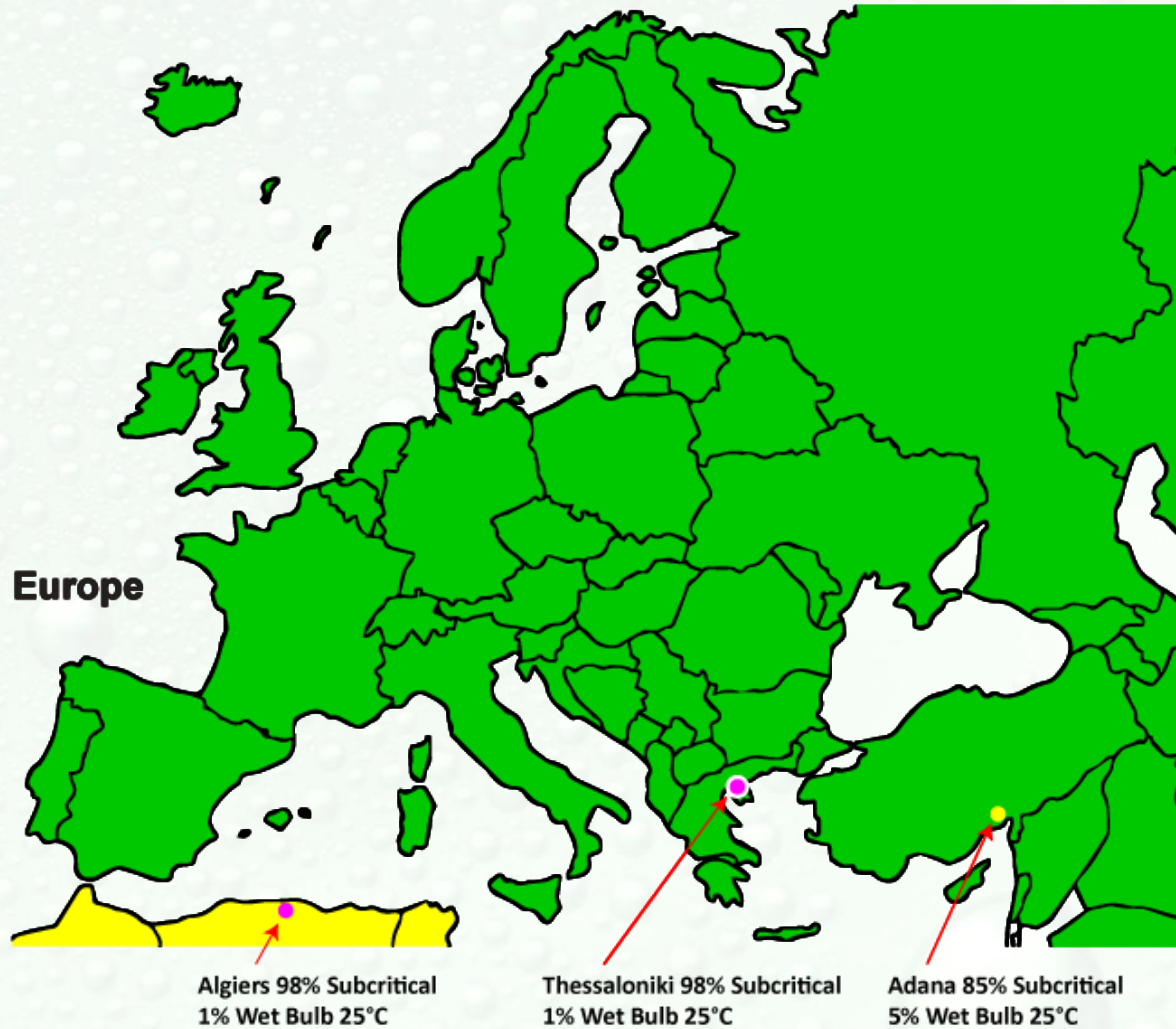 Europe
Algiers 98% Subcritical
1% Wet Bulb 25°C
Thessaloniki 98% Subcritical
1% Wet Bulb 25°C
Adana 85% Subcritical
5% Wet Bulb 25°C